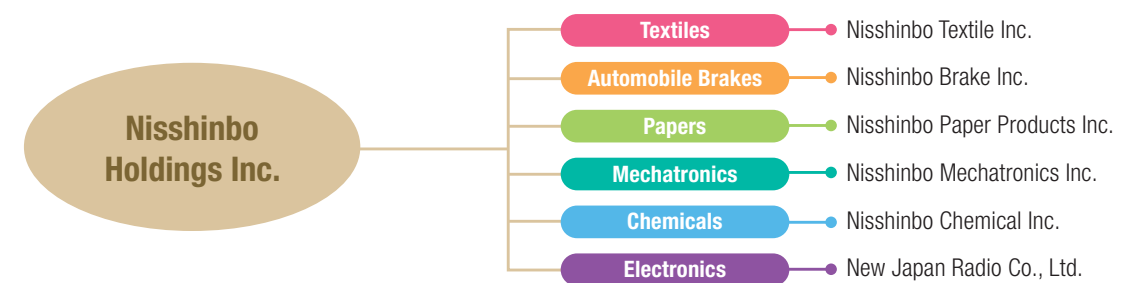 Nisshinbo
Holdings Inc.
Textiles
Nisshinbo Textile Inc.
Automobile Brakes
Nisshinbo Brake Inc.
Papers
Nisshinbo Paper Products Inc.
Mechatronics
Nisshinbo Mechatronics Inc.
Chemicals
Nisshinbo Chemical Inc.
Electronics
New Japan Radio Co., Ltd.